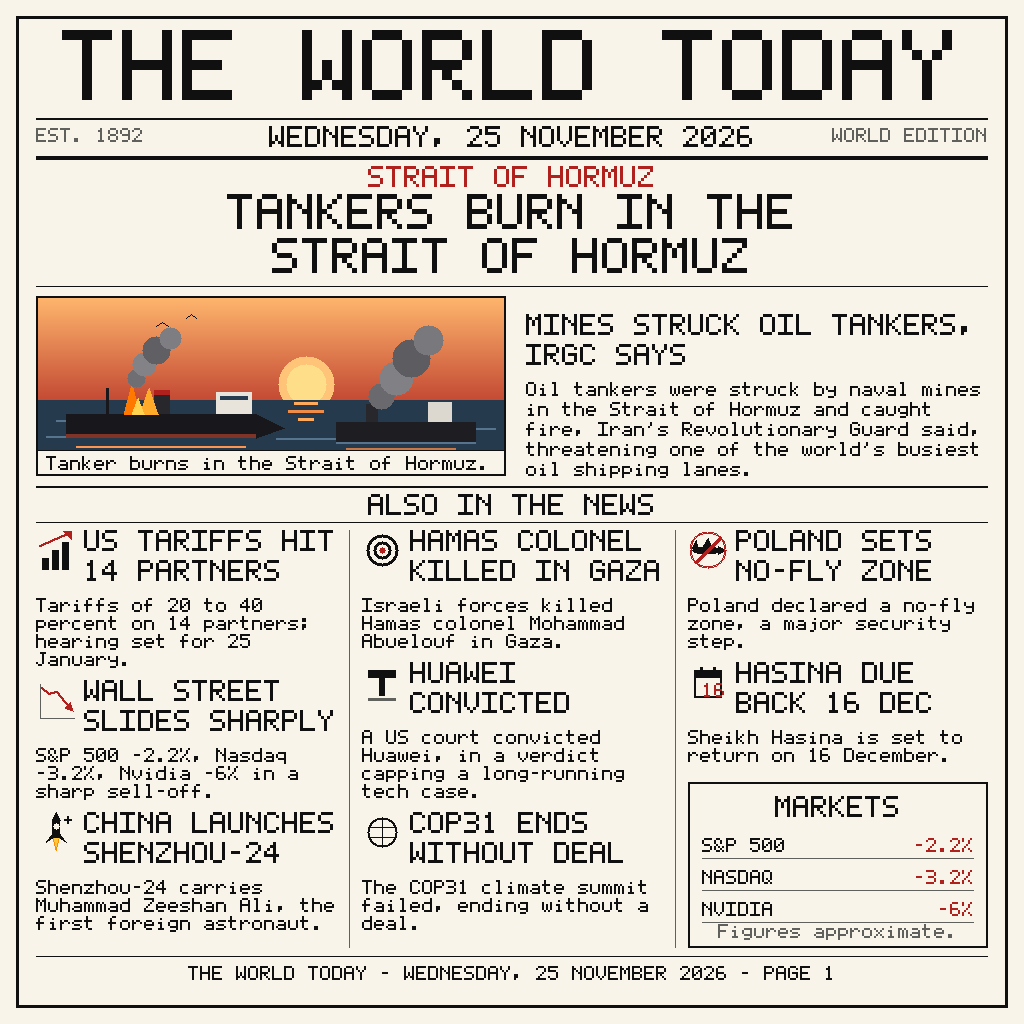 THE WORLD TODAY
EST. 1892
WEDNESDAY, 25 NOVEMBER 2026
WORLD EDITION
STRAIT OF HORMUZ
TANKERS BURN IN THE
STRAIT OF HORMUZ
Tanker burns in the Strait of Hormuz.
MINES STRUCK OIL TANKERS,
IRGC SAYS
Oil tankers were struck by naval mines
in the Strait of Hormuz and caught
fire, Iran's Revolutionary Guard said,
threatening one of the world's busiest
oil shipping lanes.
ALSO IN THE NEWS
US TARIFFS HIT
14 PARTNERS
Tariffs of 20 to 40
percent on 14 partners;
hearing set for 25
January.
WALL STREET
SLIDES SHARPLY
S&P 500 -2.2%, Nasdaq
-3.2%, Nvidia -6% in a
sharp sell-off.
CHINA LAUNCHES
SHENZHOU-24
Shenzhou-24 carries
Muhammad Zeeshan Ali, the
first foreign astronaut.
HAMAS COLONEL
KILLED IN GAZA
Israeli forces killed
Hamas colonel Mohammad
Abuelouf in Gaza.
HUAWEI
CONVICTED
A US court convicted
Huawei, in a verdict
capping a long-running
tech case.
COP31 ENDS
WITHOUT DEAL
The COP31 climate summit
failed, ending without a
deal.
POLAND SETS
NO-FLY ZONE
Poland declared a no-fly
zone, a major security
step.
16
HASINA DUE
BACK 16 DEC
Sheikh Hasina is set to
return on 16 December.
MARKETS
S&P 500 -2.2%
NASDAQ -3.2%
NVIDIA -6%
Figures approximate.
THE WORLD TODAY - WEDNESDAY, 25 NOVEMBER 2026 - PAGE 1